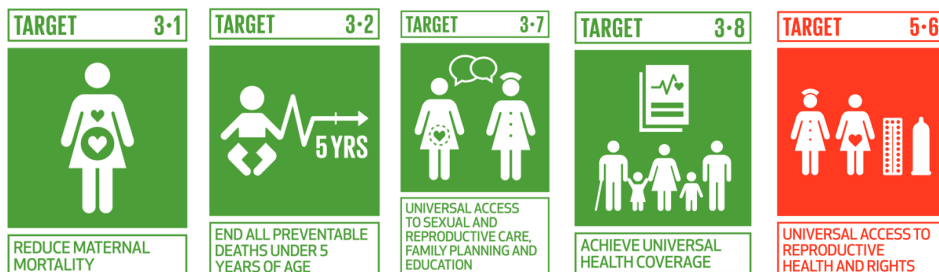 TARGET 3·1
REDUCE MATERNAL
MORTALITY
TARGET 3·2
5 YRS
END ALL PREVENTABLE
DEATHS UNDER 5
YEARS OF AGE
TARGET 3·7
UNIVERSAL ACCESS
TO SEXUAL AND
REPRODUCTIVE CARE,
FAMILY PLANNING AND
EDUCATION
TARGET 3·8
ACHIEVE UNIVERSAL
HEALTH COVERAGE
TARGET 5·6
UNIVERSAL ACCESS TO
REPRODUCTIVE
HEALTH AND RIGHTS